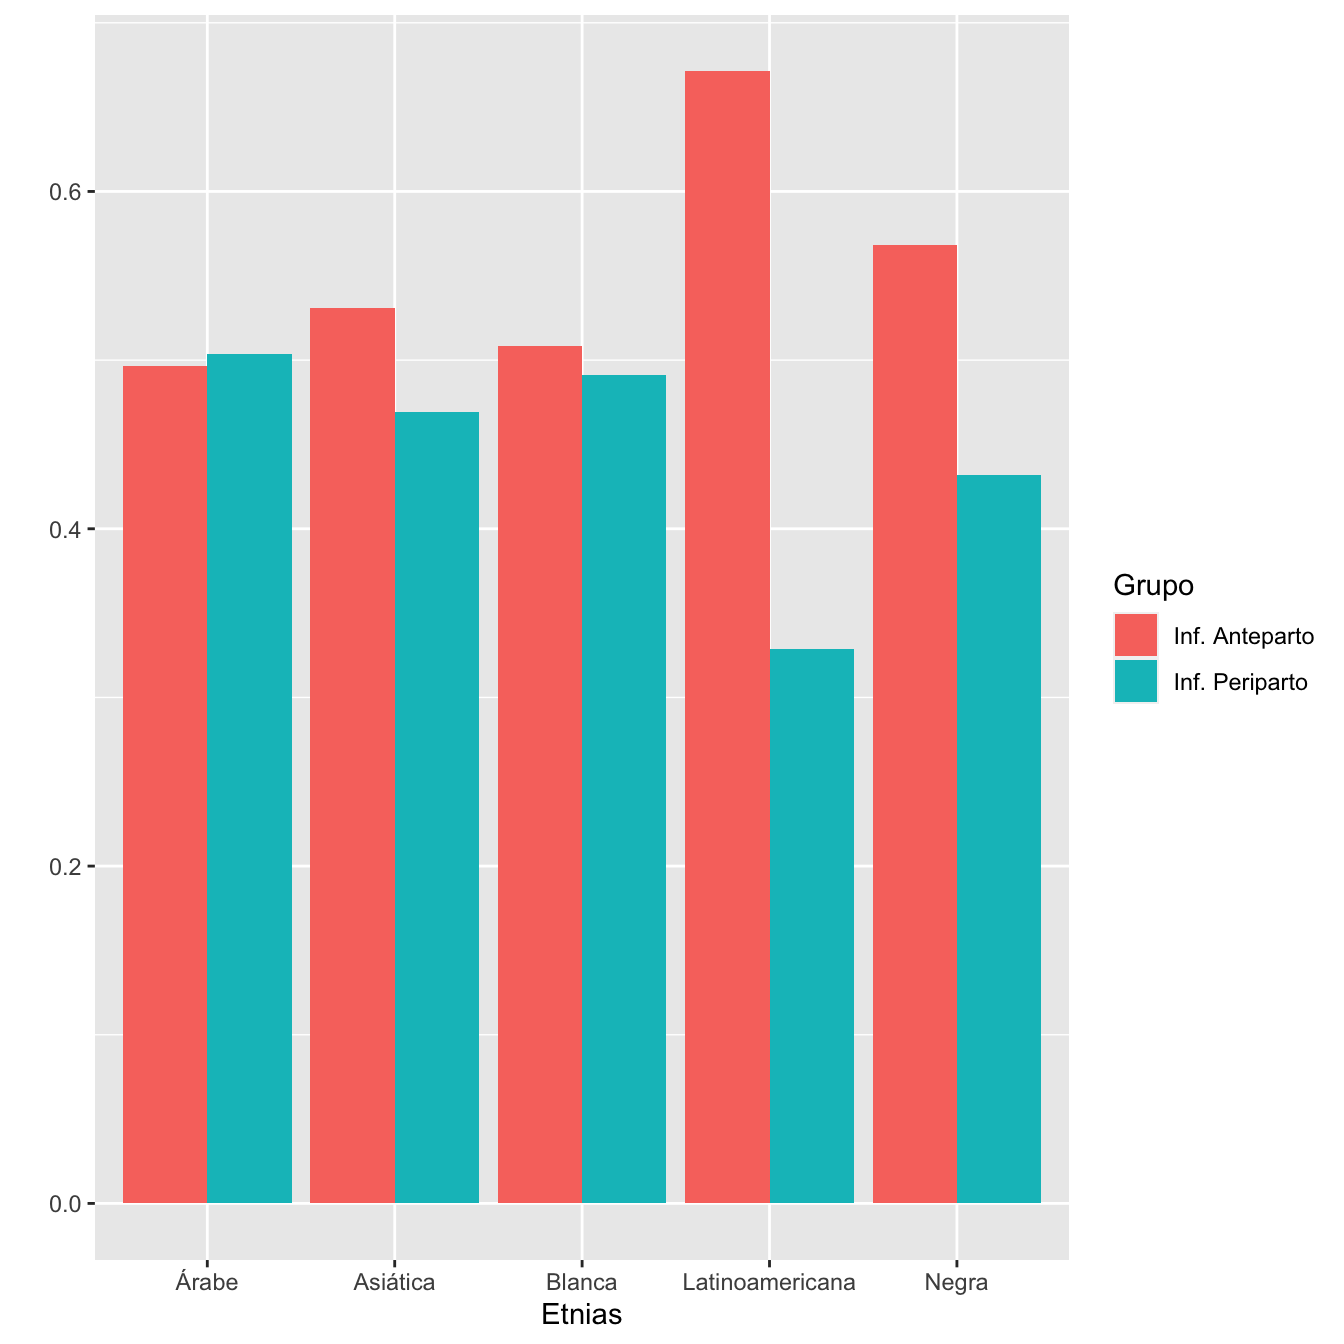 0.6
0.4
0.2
0.0
Árabe
Asiática
Blanca
Latinoamericana
Negra
Etnias
Grupo
Inf. Anteparto
Inf. Periparto